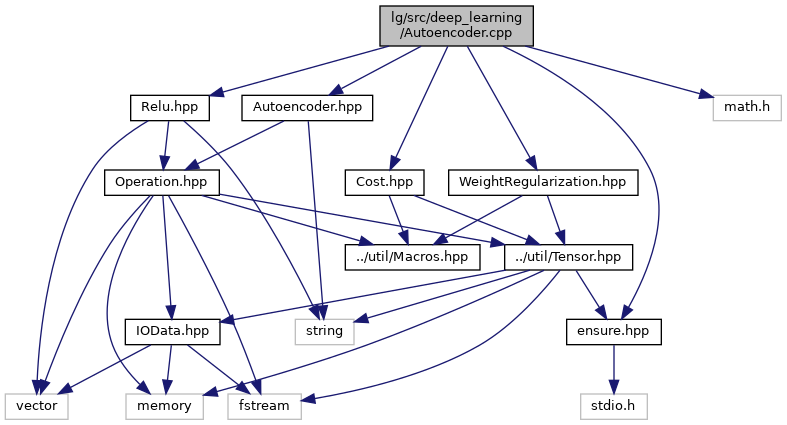 lg/src/deep_learning
/Autoencoder.cpp
Relu.hpp
Autoencoder.hpp
math.h
Operation.hpp
Cost.hpp
WeightRegularization.hpp
../util/Macros.hpp
../util/Tensor.hpp
IOData.hpp
string
ensure.hpp
vector
memory
fstream
stdio.h